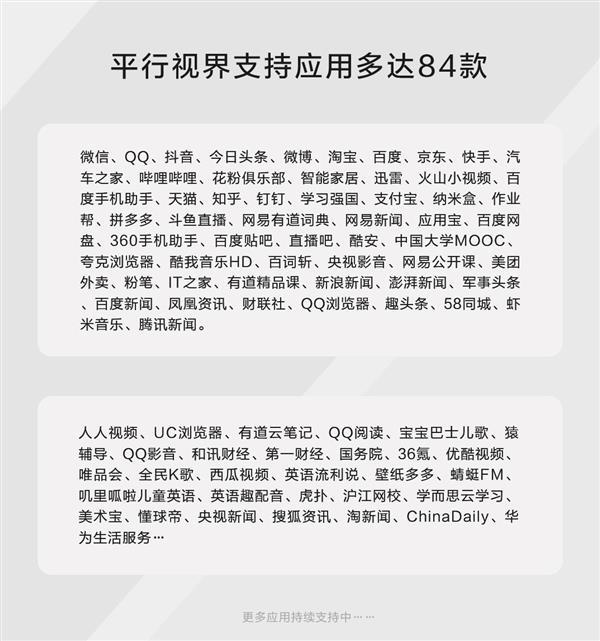 平行视界支持应用多达84款
微信、QQ、抖音、今日头条、微博、淘宝、百度、京东、快手、汽
车之家、哔哩哔哩、花粉俱乐部、智能家居、迅雷、火山小视频、百
度手机助手、天猫、知乎、钉钉、学习强国、支付宝、纳米盒、作业
帮、拼多多、斗鱼直播、网易有道词典、网易新闻、应用宝、百度网
盘、360手机助手、百度贴吧、直播吧、酷安、中国大学MOOC、
夸克浏览器、酷我音乐HD、百词斩、央视影音、网易公开课、美团
外卖、粉笔、IT之家、有道精品课、新浪新闻、澎湃新闻、军事头条
、百度新闻、凤凰资讯、财联社、QQ浏览器、趣头条、58同城、虾
米音乐、腾讯新闻。
人人视频、UC浏览器、有道云笔记、QQ阅读、宝宝巴士儿歌、猿
辅导、QQ影音、和讯财经、第一财经、国务院、36氪、优酷视频、
唯品会、全民K歌、西瓜视频、英语流利说、壁纸多多、蜻蜓FM、
叽里呱啦儿童英语、英语趣配音、虎扑、沪江网校、学而思云学习、
美术宝、懂球帝、央视新闻、搜狐资讯、淘新闻、ChinaDaily、华
为生活服务…
更多应用持续支持中……